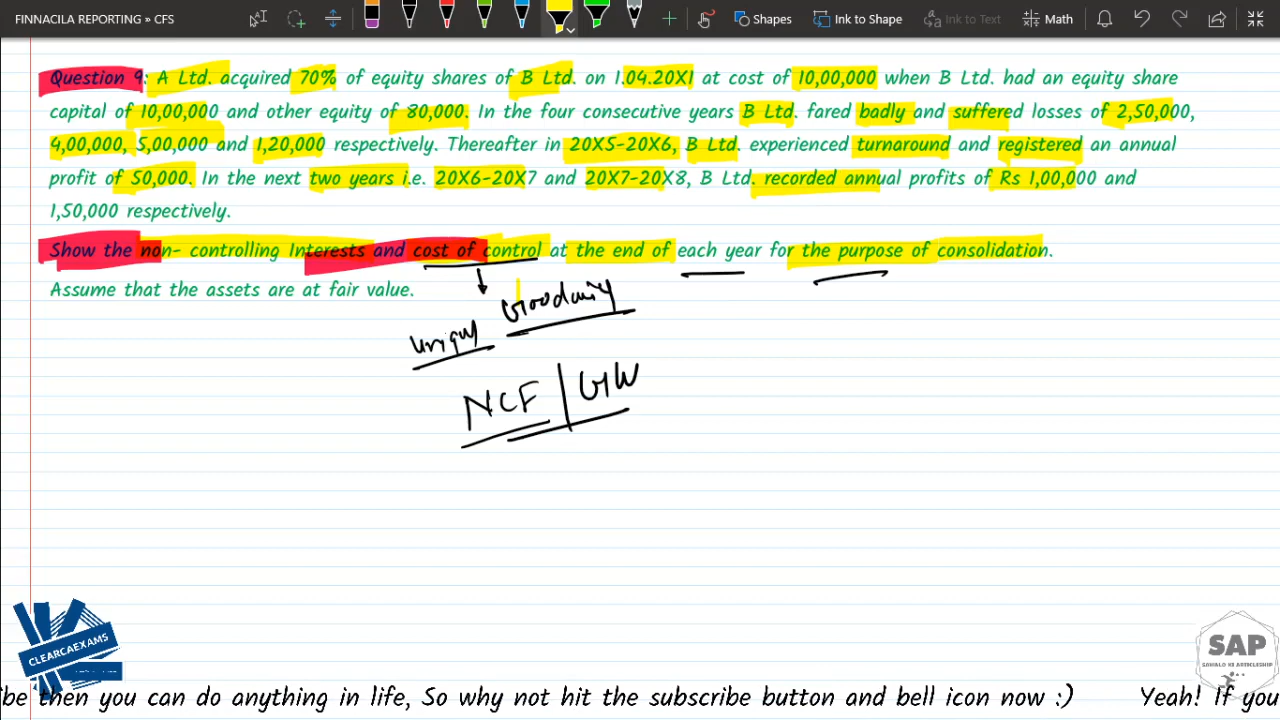 FINNACILA REPORTING » CFS
Shapes
Ink to Shape
Ink to Text
Math
Question 9: A Ltd. acquired 70% of equity shares of B Ltd. on 1.04.20X1 at cost of 10,00,000 when B Ltd. had an equity share
capital of 10,00,000 and other equity of 80,000. In the four consecutive years B Ltd. fared badly and suffered losses of 2,50,000,
4,00,000, 5,00,000 and 1,20,000 respectively. Thereafter in 20X5-20X6, B Ltd. experienced turnaround and registered an annual
profit of 50,000. In the next two years i.e. 20X6-20X7 and 20X7-20X8, B Ltd. recorded annual profits of Rs 1,00,000 and
1,50,000 respectively.
Show the non- controlling Interests and cost of control at the end of each year for the purpose of consolidation.
Assume that the assets are at fair value.
NCF | GW
CLEARCAEXAMS
SAP
SAWALO KE ARTICLESHIP
be then you can do anything in life, So why not hit the subscribe button and bell icon now :) Yeah! If you